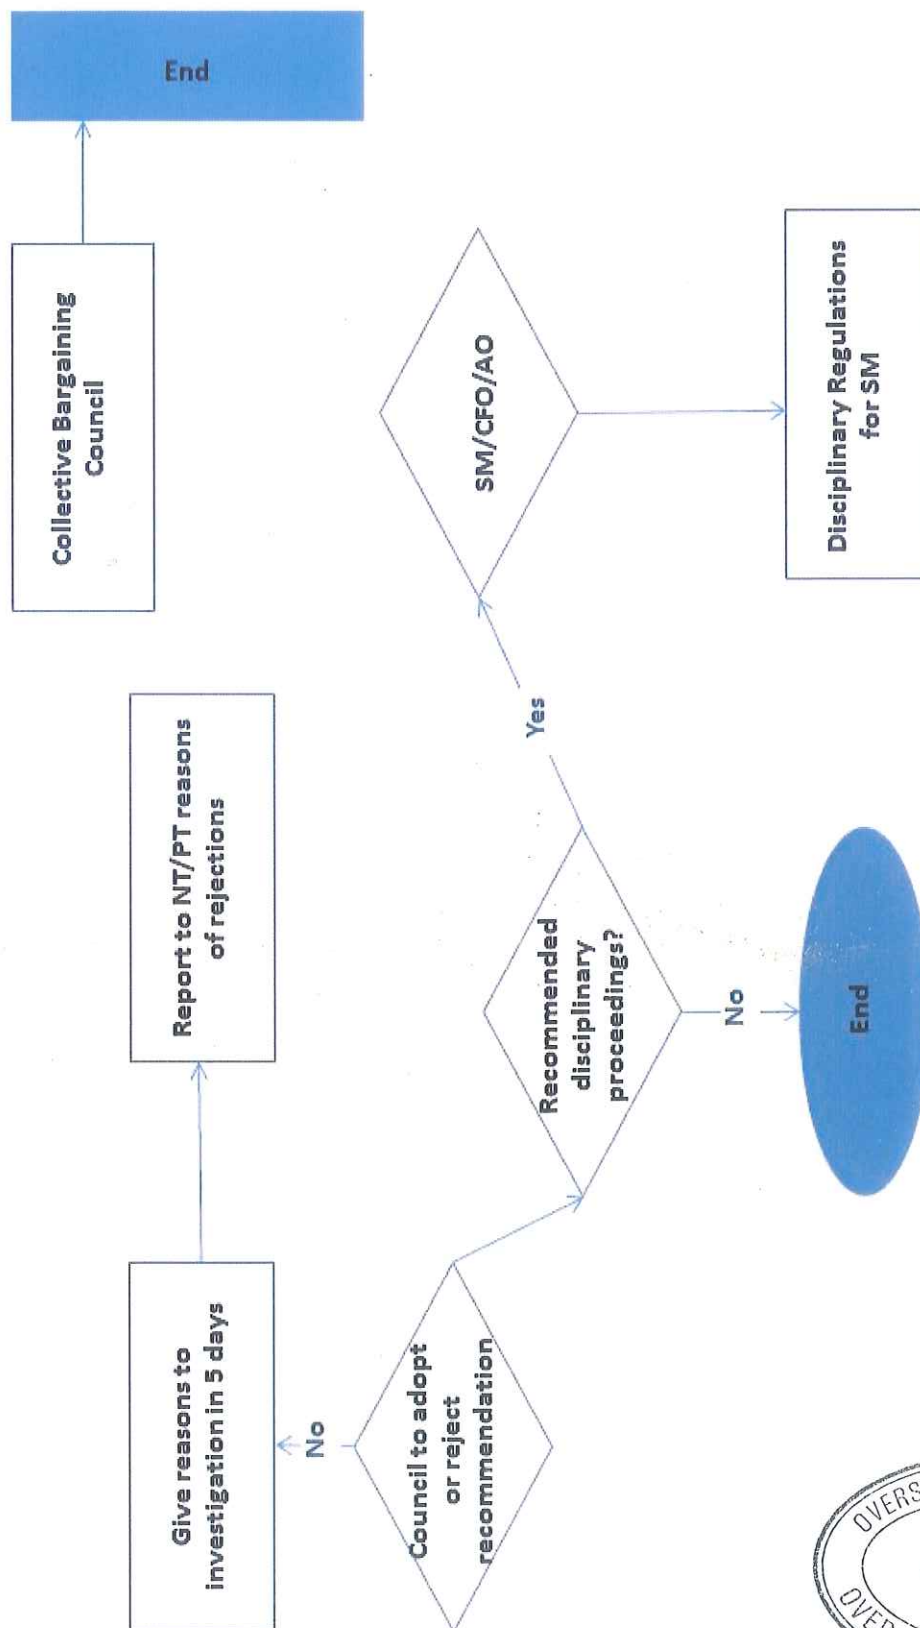 Give reasons to
investigation in 5 days
Report to NT/PT reasons
of rejections
Collective Bargaining
Council
End
No
Council to adopt
or reject
recommendation
Recommended
disciplinary
proceedings?
Yes
SM/CFO/AO
No
End
Disciplinary Regulations
for SM